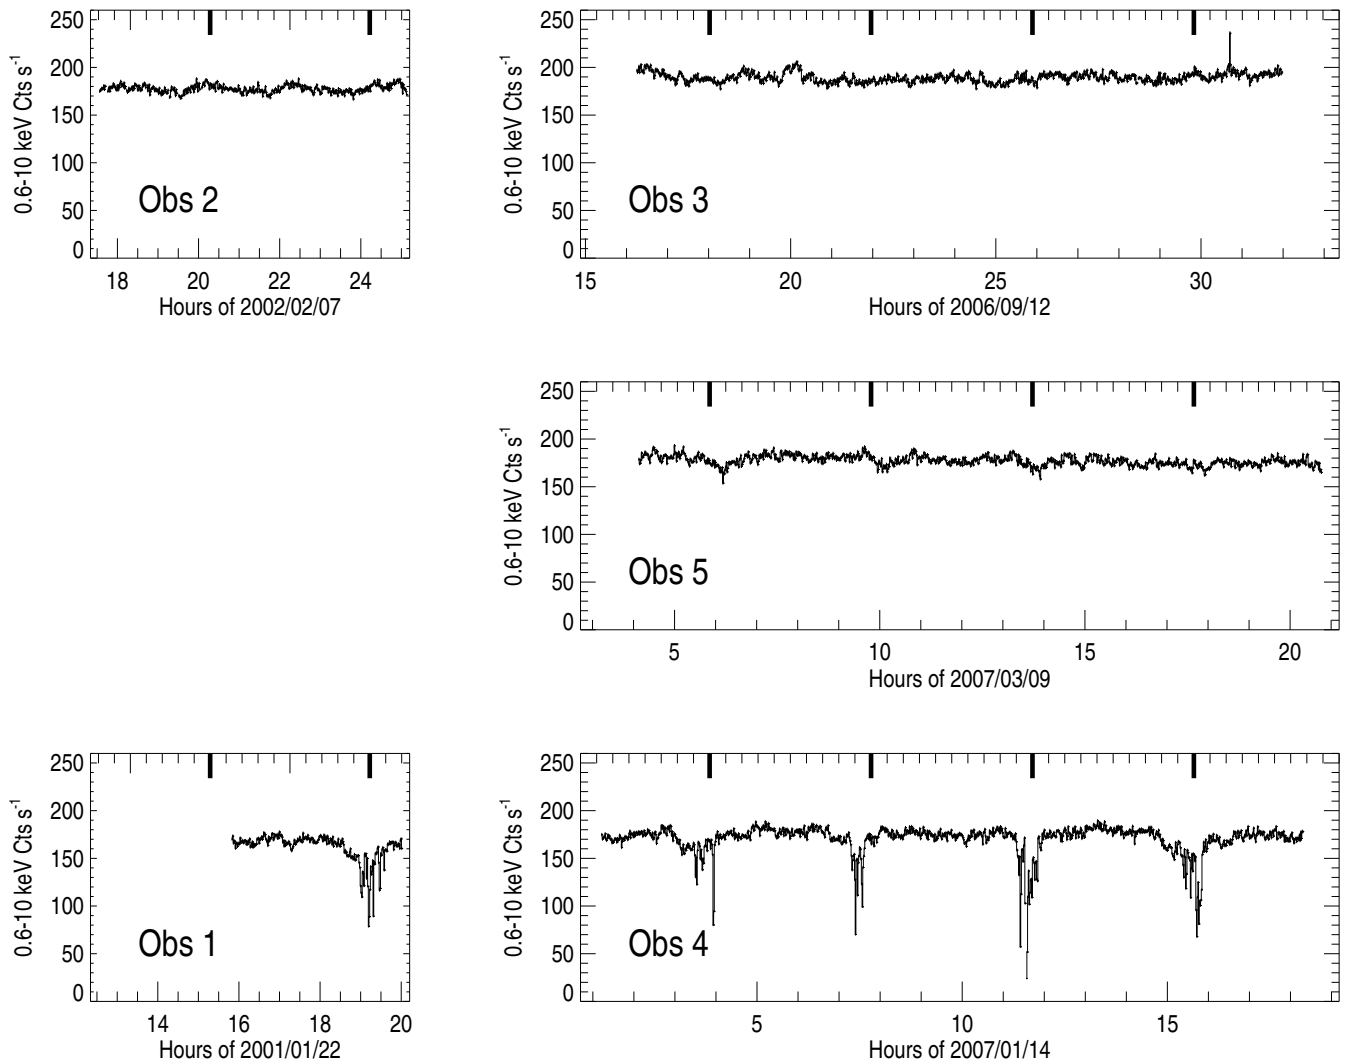 250
200
150
100
50
0
0.6-10 keV Cts s-1
Obs 2
18 20 22 24
Hours of 2002/02/07
250
200
150
100
50
0
0.6-10 keV Cts s-1
Obs 3
15 20 25 30
Hours of 2006/09/12
250
200
150
100
50
0
0.6-10 keV Cts s-1
Obs 5
5 10 15 20
Hours of 2007/03/09
250
200
150
100
50
0
0.6-10 keV Cts s-1
Obs 1
14 16 18 20
Hours of 2001/01/22
250
200
150
100
50
0
0.6-10 keV Cts s-1
Obs 4
5 10 15
Hours of 2007/01/14